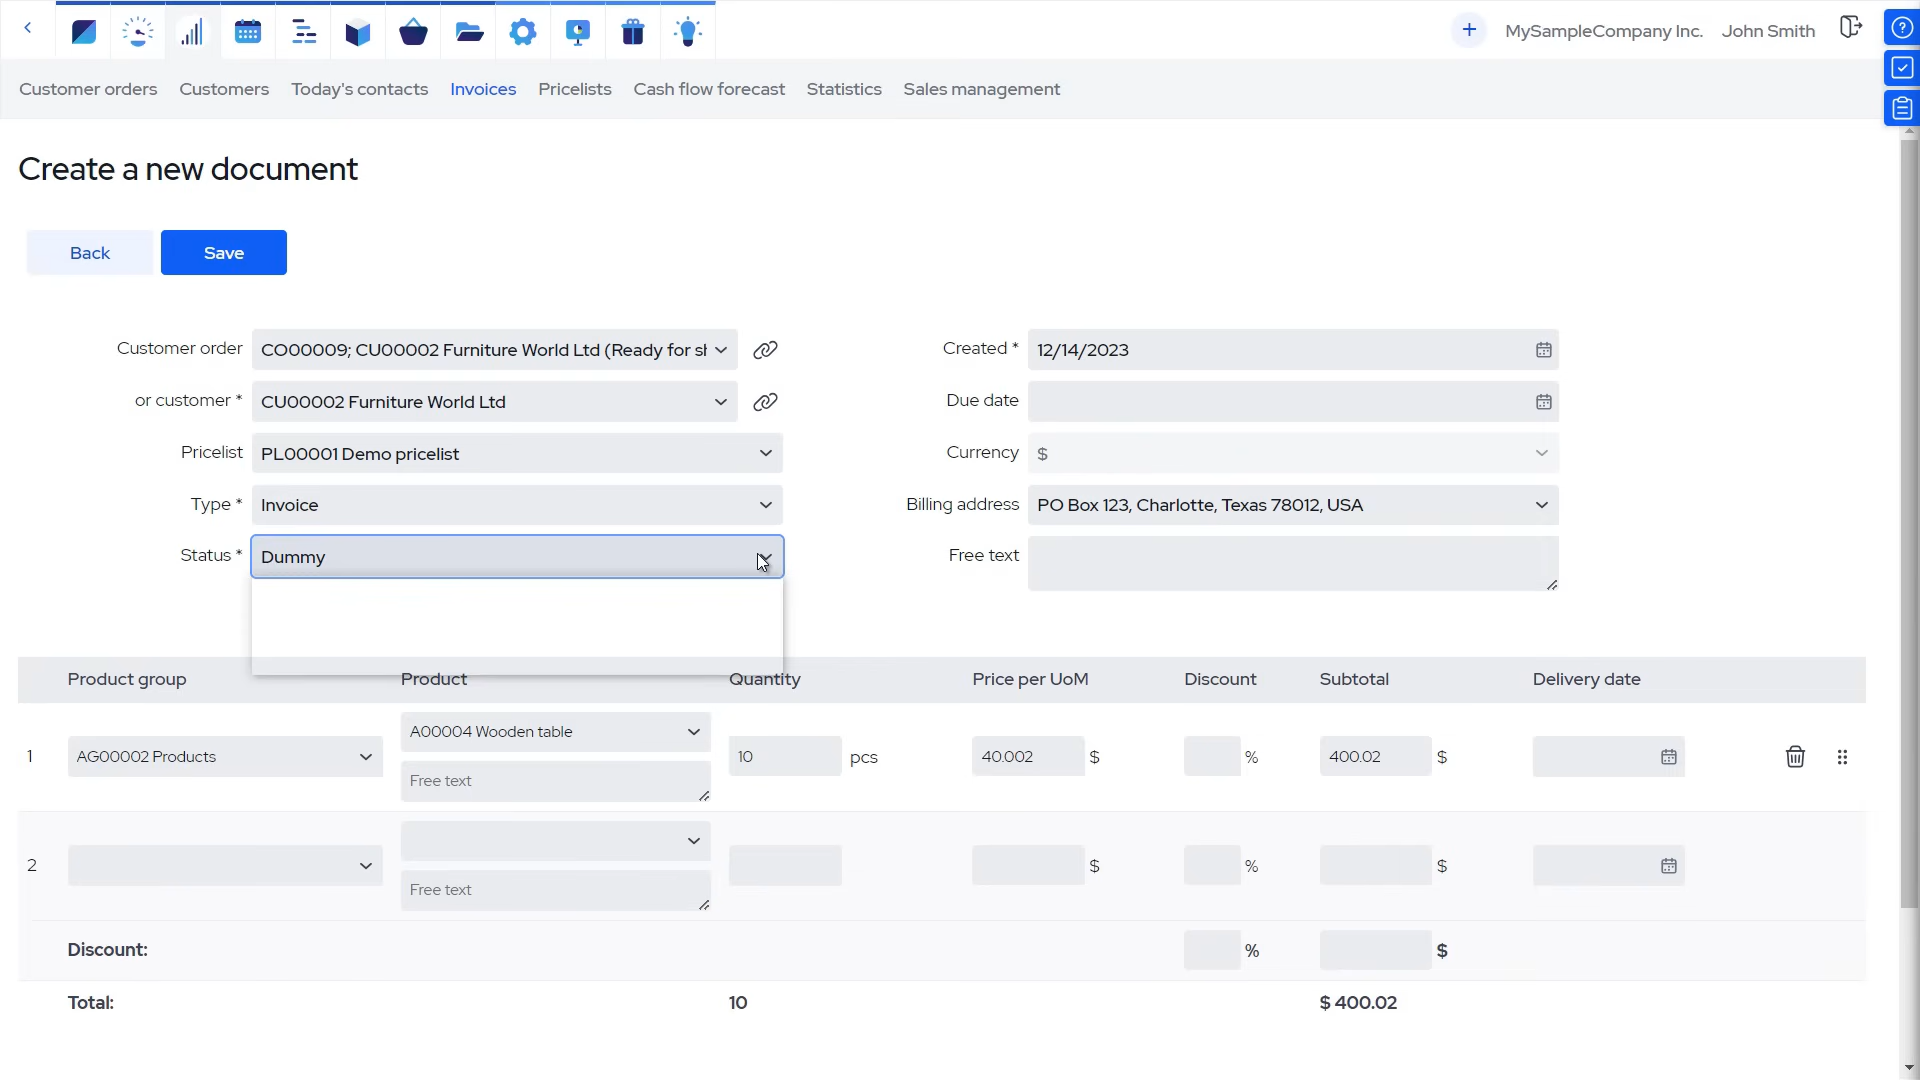 MySampleCompany Inc. John Smith
Customer orders Customers Today's contacts Invoices Pricelists Cash flow forecast Statistics Sales management
Create a new document
Back Save
Customer order CO00009; CU00002 Furniture World Ltd (Ready for sh
Created * 12/14/2023
or customer * CU00002 Furniture World Ltd
Due date
Pricelist PL00001 Demo pricelist
Currency $
Type * Invoice
Billing address PO Box 123, Charlotte, Texas 78012, USA
Status * Dummy
Free text
Product group Product Quantity Price per UoM Discount Subtotal Delivery date
1 AG00002 Products A00004 Wooden table 10 pcs 40.002 $ % 400.02 $
Free text
2 $ % $
Free text
Discount: % $
Total: 10 $ 400.02